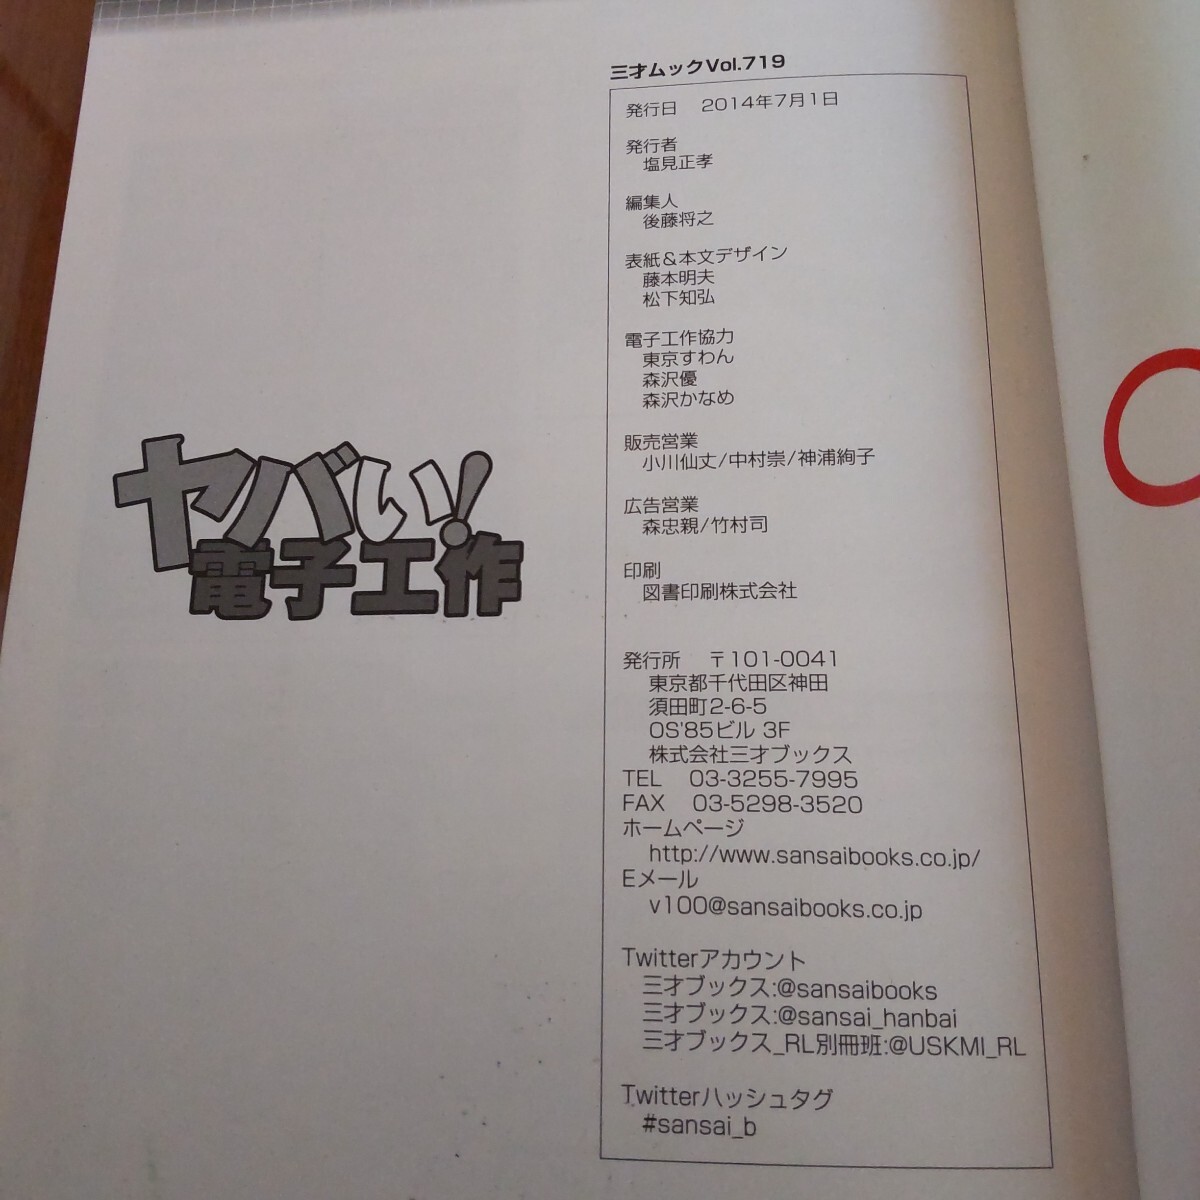 ヤバい!
電子工作
三才ムックVol.719
発行日 2014年7月1日
発行者
塩見正孝
編集人
後藤将之
表紙&本文デザイン
藤本明夫
松下知弘
電子工作協力
東京すわん
森沢優
森沢かなめ
販売営業
小川仙丈/中村崇/神浦絢子
広告営業
森忠親/竹村司
印刷
図書印刷株式会社
発行所 〒101-0041
東京都千代田区神田
須田町2-6-5
OS'85ビル 3F
株式会社三才ブックス
TEL 03-3255-7995
FAX 03-5298-3520
ホームページ
http://www.sansaibooks.co.jp/
Eメール
v100@sansaibooks.co.jp
Twitterアカウント
三才ブックス:@sansaibooks
三才ブックス:@sansai_hanbai
三才ブックス_RL別冊班:@USKMI_RL
Twitterハッシュタグ
#sansai_b